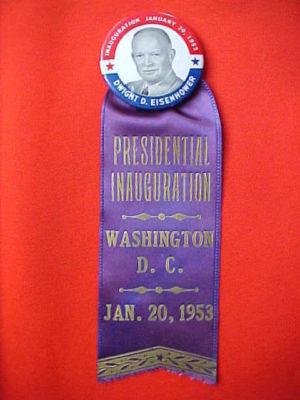 INAUGURATION JANUARY 20, 1953
DWIGHT D. EISENHOWER
PRESIDENTIAL
INAUGURATION
WASHINGTON
D. C.
JAN. 20, 1953